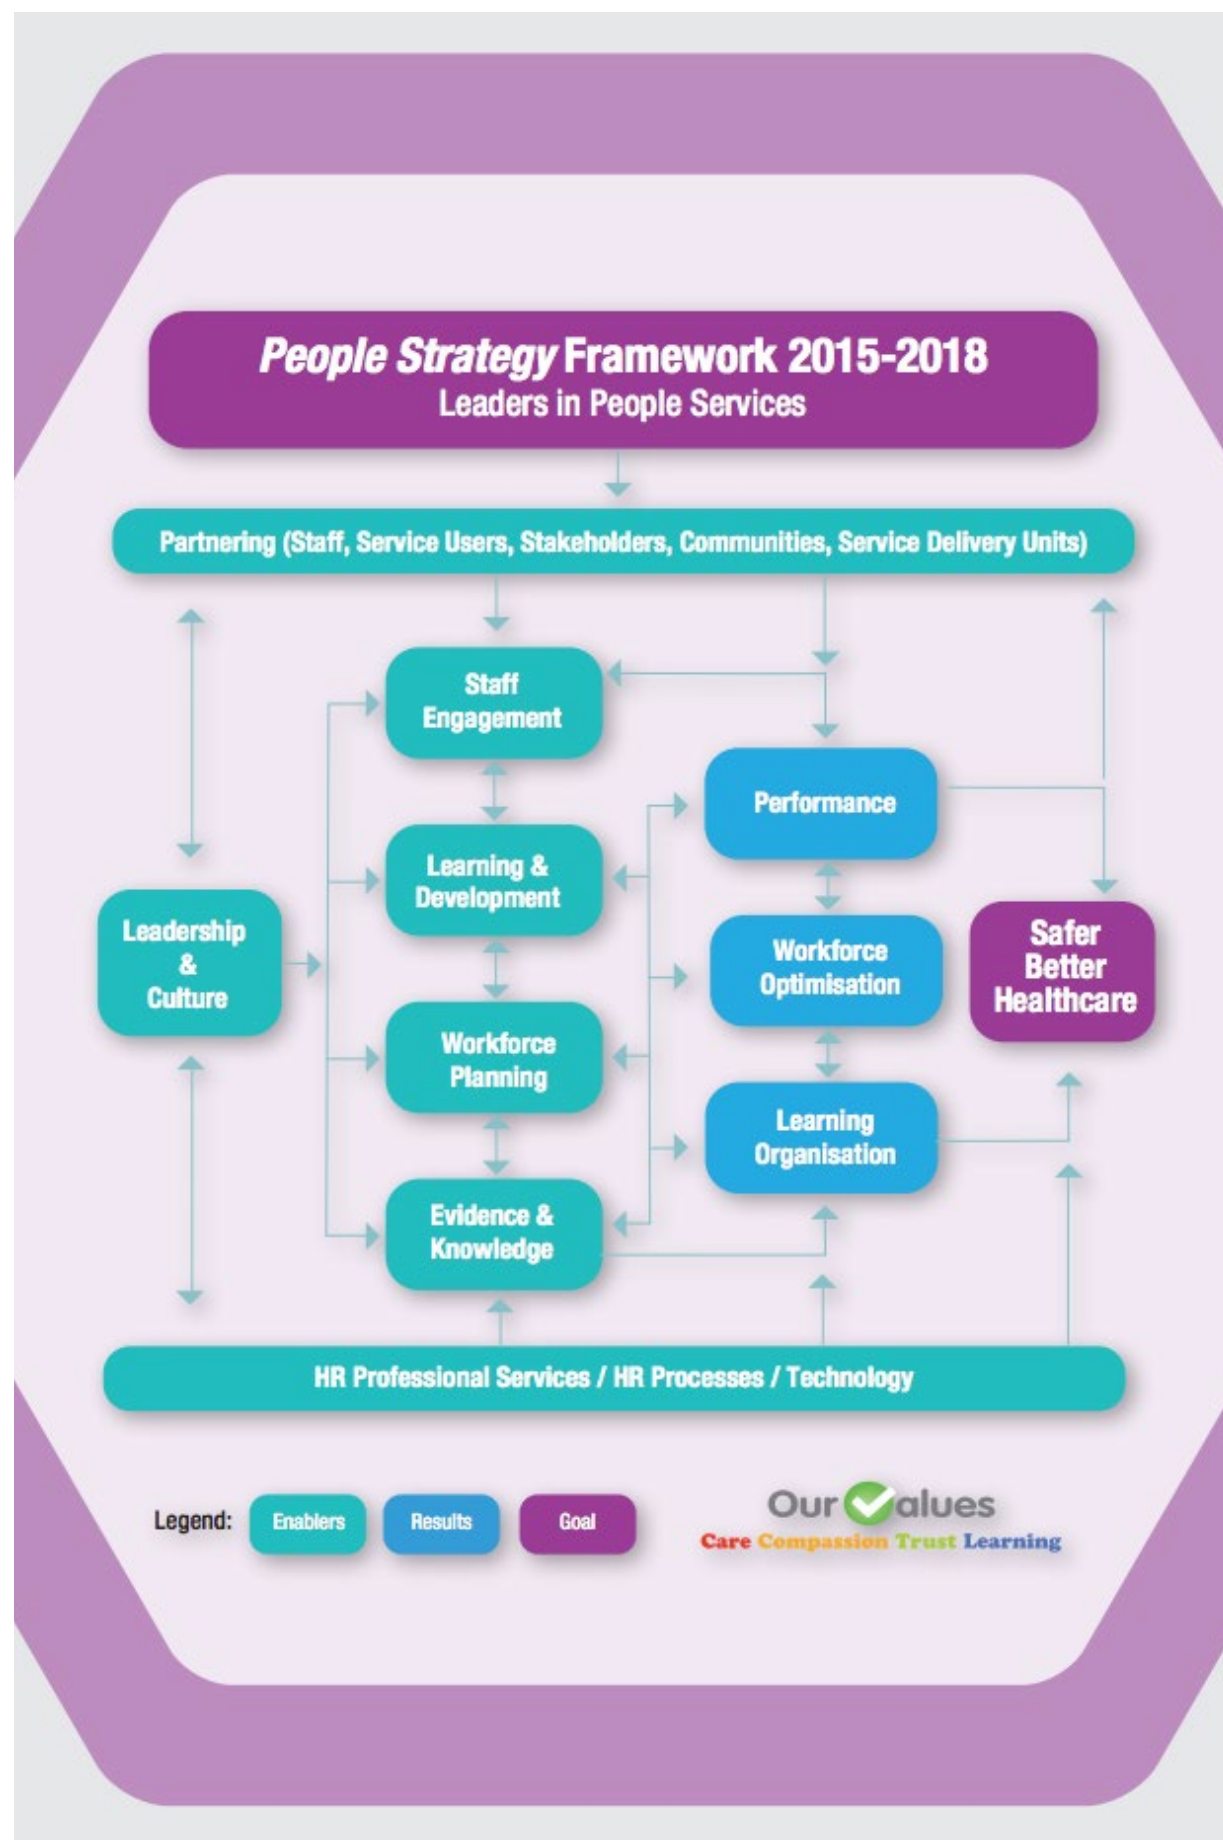 People Strategy Framework 2015-2018
Leaders in People Services
Partnering (Staff, Service Users, Stakeholders, Communities, Service Delivery Units)
Staff
Engagement
Performance
Learning &
Development
Leadership
&
Culture
Workforce
Optimisation
Safer
Better
Healthcare
Workforce
Planning
Learning
Organisation
Evidence &
Knowledge
HR Professional Services / HR Processes / Technology
Legend:
Enablers
Results
Goal
Our Values
Care Compassion Trust Learning